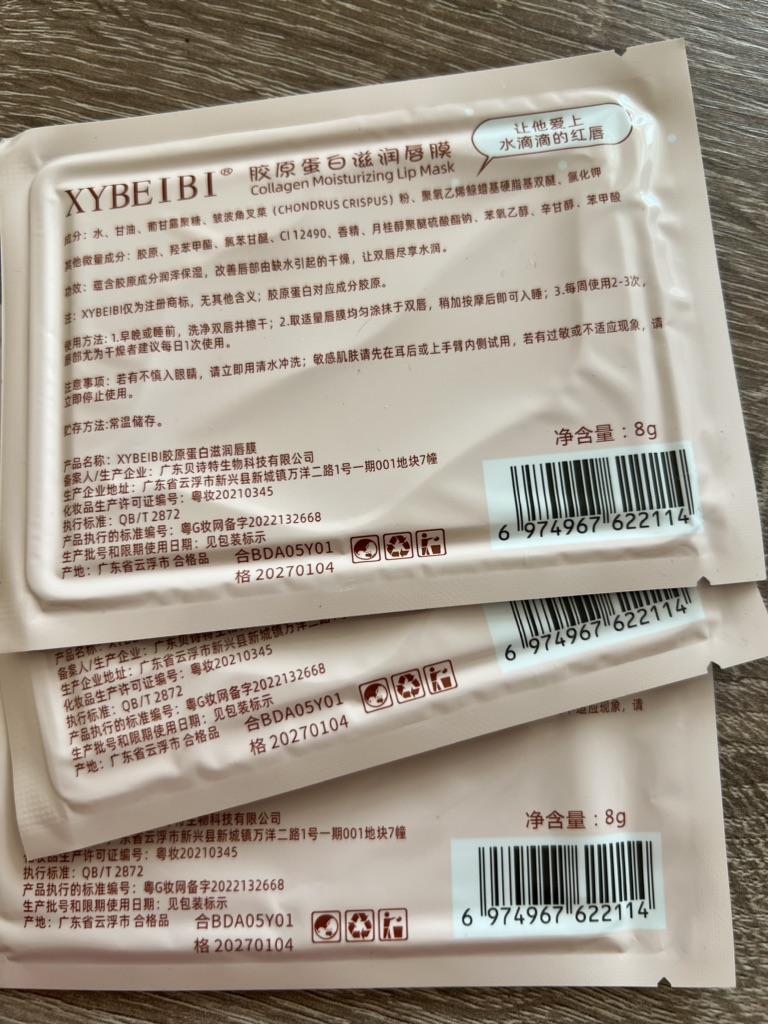 让他爱上
水滴滴的红唇
XYBEIBI® 胶原蛋白滋润唇膜
Collagen Moisturizing Lip Mask
成分：水、甘油、葡甘露聚糖、皱波角叉菜（CHONDRUS CRISPUS）粉、聚氧乙烯鲸蜡基硬脂基双醚、氯化钾
其他微量成分：胶原、羟苯甲酯、氯苯甘醚、CI 12490、香精、月桂醇聚醚硫酸酯钠、苯氧乙醇、辛甘醇、苯甲酸
功效：蕴含胶原成分润泽保湿，改善唇部由缺水引起的干燥，让双唇尽享水润。
注：XYBEIBI仅为注册商标，无其他含义；胶原蛋白对应成分胶原。
使用方法：1.早晚或睡前，洗净双唇并擦干；2.取适量唇膜均匀涂抹于双唇，稍加按摩后即可入睡；3.每周使用2-3次，
唇部尤为干燥者建议每日1次使用。
注意事项：若有不慎入眼睛，请立即用清水冲洗；敏感肌肤请先在耳后或上手臂内侧试用，若有过敏或不适应现象，请
立即停止使用。
贮存方法:常温储存。
净含量：8g
产品名称：XYBEIBI胶原蛋白滋润唇膜
备案人/生产企业：广东贝诗特生物科技有限公司
生产企业地址：广东省云浮市新兴县新城镇万洋二路1号一期001地块7幢
化妆品生产许可证编号：粤妆20210345
执行标准：QB/T 2872
产品执行的标准编号：粤G妆网备字2022132668
生产批号和限期使用日期：见包装标示
产地：广东省云浮市 合格品
合BDA05Y01
格 20270104
6 974967 622114
产品名称：
备案人/生产企业：广东贝诗特生物科技有限
生产企业地址：广东省云浮市新兴县新城镇万洋二路
化妆品生产许可证编号：粤妆20210345
执行标准：QB/T 2872
产品执行的标准编号：粤G妆网备字2022132668
生产批号和限期使用日期：见包装标示
产地：广东省云浮市 合格品
合BDA05Y01
格 20270104
6 974967 622114
适应现象，请
净含量：8g
生物科技有限公司
东省云浮市新兴县新城镇万洋二路1号一期001地块7幢
生产许可证编号：粤妆20210345
执行标准：QB/T 2872
产品执行的标准编号：粤G妆网备字2022132668
生产批号和限期使用日期：见包装标示
产地：广东省云浮市 合格品
合BDA05Y01
格 20270104
6 974967 622114